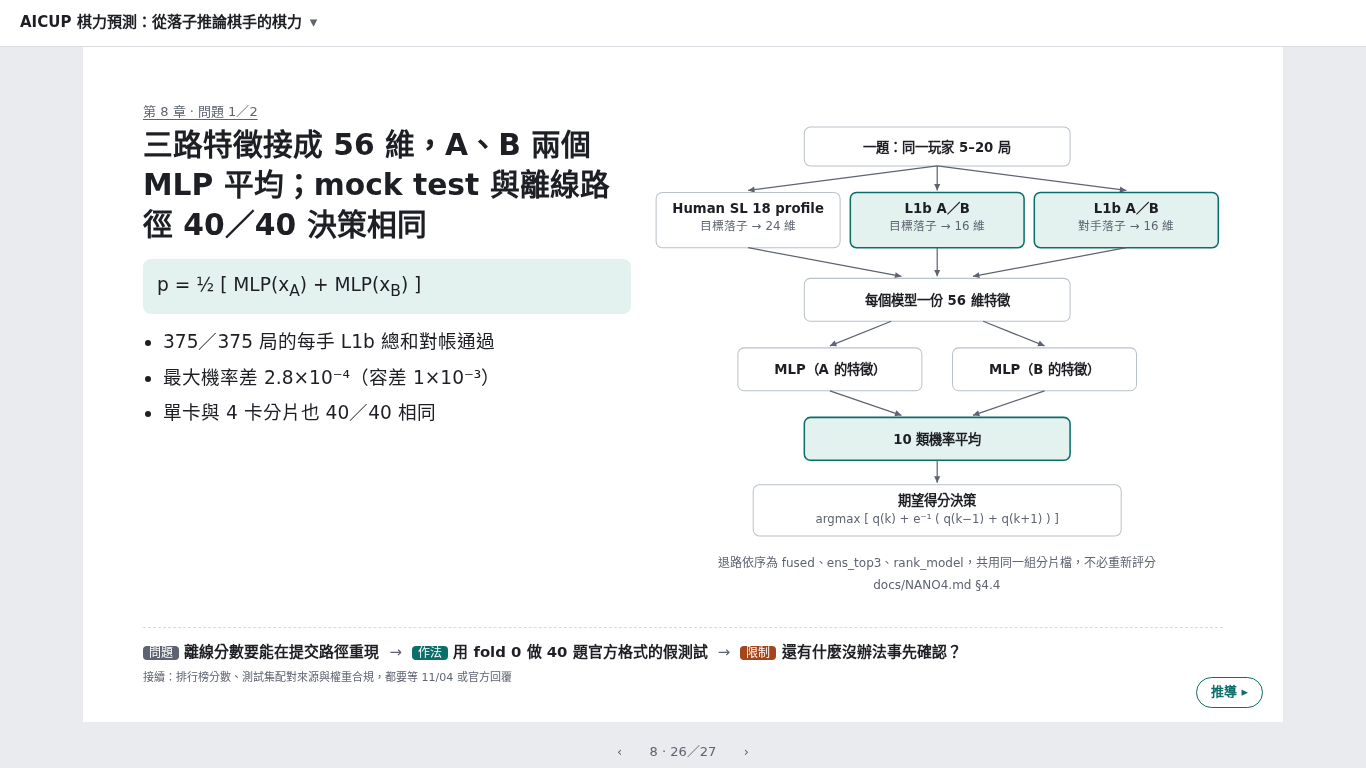 AICUP 棋力預測：從落子推論棋手的棋力 ▾
第 8 章 · 問題 1／2
三路特徵接成 56 維，A、B 兩個
MLP 平均；mock test 與離線路
徑 40／40 決策相同
p = ½ [ MLP(x_A) + MLP(x_B) ]
• 375／375 局的每手 L1b 總和對帳通過
• 最大機率差 2.8×10⁻⁴（容差 1×10⁻³）
• 單卡與 4 卡分片也 40／40 相同
一題：同一玩家 5–20 局
Human SL 18 profile
目標落子 → 24 維
L1b A／B
目標落子 → 16 維
L1b A／B
對手落子 → 16 維
每個模型一份 56 維特徵
MLP（A 的特徵）
MLP（B 的特徵）
10 類機率平均
期望得分決策
argmax [ q(k) + e⁻¹ ( q(k−1) + q(k+1) ) ]
退路依序為 fused、ens_top3、rank_model，共用同一組分片檔，不必重新評分
docs/NANO4.md §4.4
問題 離線分數要能在提交路徑重現 → 作法 用 fold 0 做 40 題官方格式的假測試 → 限制 還有什麼沒辦法事先確認？
接續：排行榜分數、測試集配對來源與權重合規，都要等 11/04 或官方回覆
推導 ▸
‹ 8 · 26／27 ›